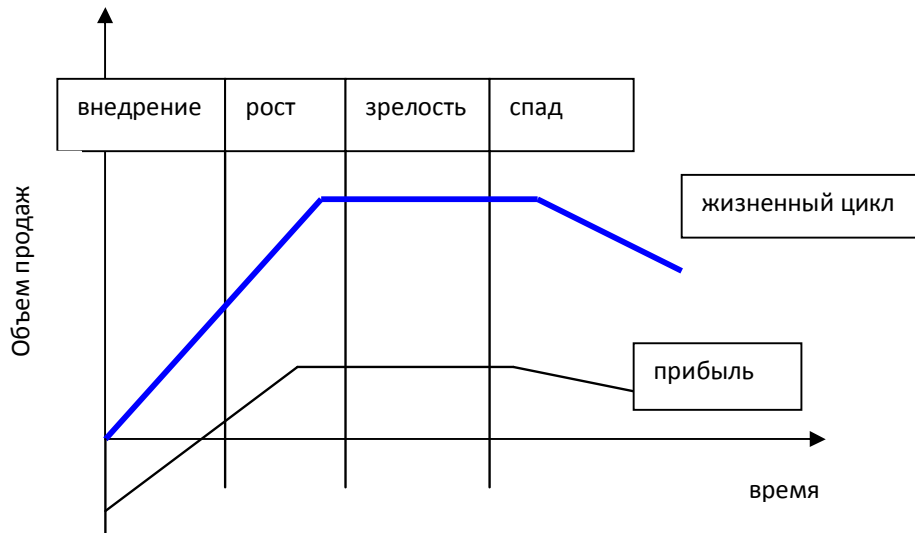 внедрение
рост
зрелость
спад
Объем продаж
жизненный цикл
прибыль
время